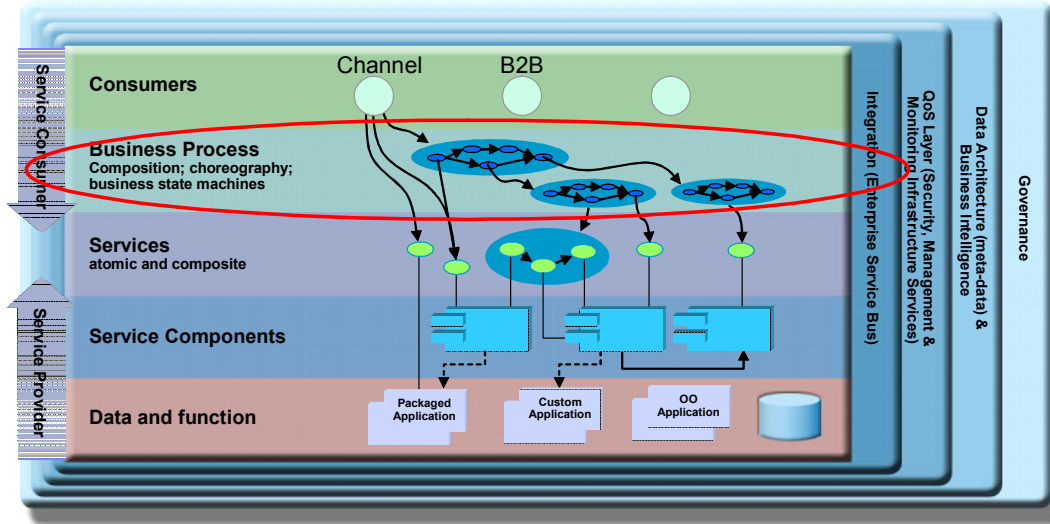 Channel
B2B
Consumers
Business Process
Composition; choreography;
business state machines
Services
atomic and composite
Service Components
Data and function
Packaged
Application
Custom
Application
OO
Application
Service Consumer
Service Provider
Integration (Enterprise Service Bus)
QoS Layer (Security, Management &
Monitoring Infrastructure Services)
Data Architecture (meta-data) &
Business Intelligence
Governance